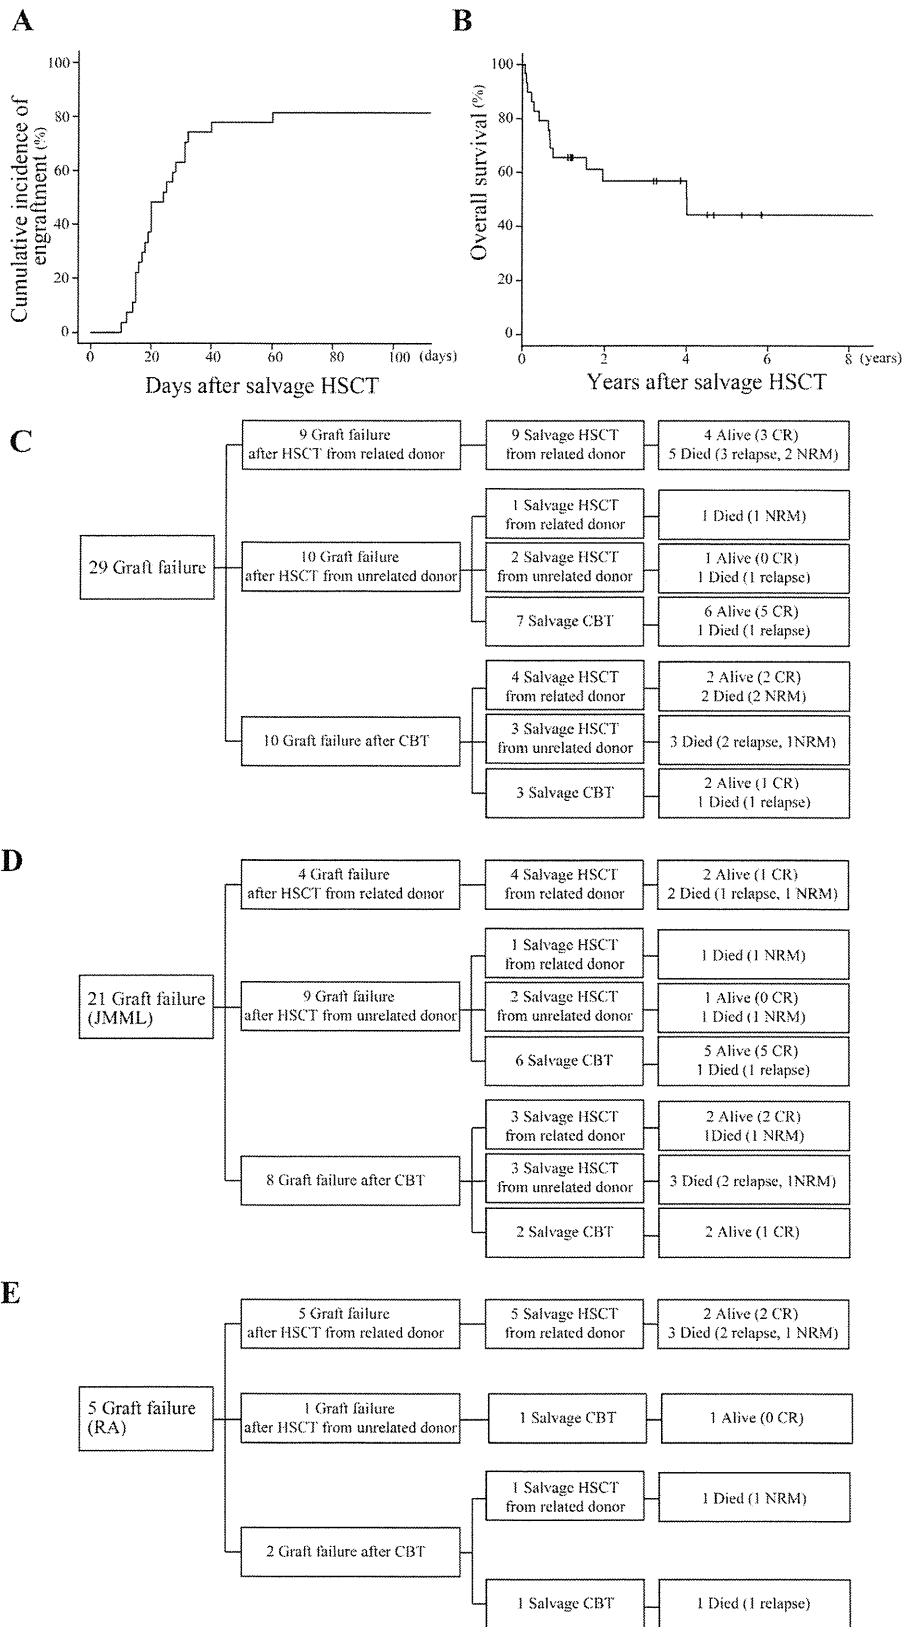 A
100
80
60
40
20
0
Cumulative incidence of
engraftment (%)
0 20 40 60 80 100 (days)
Days after salvage HSCT
B
100
80
60
40
20
0
Overall survival (%)
0 2 4 6 8 (years)
Years after salvage HSCT
C
29 Graft failure
9 Graft failure
after HSCT from related donor
9 Salvage HSCT
from related donor
4 Alive (3 CR)
5 Died (3 relapse, 2 NRM)
10 Graft failure
after HSCT from unrelated donor
1 Salvage HSCT
from related donor
1 Died (1 NRM)
2 Salvage HSCT
from unrelated donor
1 Alive (0 CR)
1 Died (1 relapse)
7 Salvage CBT
6 Alive (5 CR)
1 Died (1 relapse)
10 Graft failure after CBT
4 Salvage HSCT
from related donor
2 Alive (2 CR)
2 Died (2 NRM)
3 Salvage HSCT
from unrelated donor
3 Died (2 relapse, 1NRM)
3 Salvage CBT
2 Alive (1 CR)
1 Died (1 relapse)
D
21 Graft failure
(JMML)
4 Graft failure
after HSCT from related donor
4 Salvage HSCT
from related donor
2 Alive (1 CR)
2 Died (1 relapse, 1 NRM)
9 Graft failure
after HSCT from unrelated donor
1 Salvage HSCT
from related donor
1 Died (1 NRM)
2 Salvage HSCT
from unrelated donor
1 Alive (0 CR)
1 Died (1 NRM)
6 Salvage CBT
5 Alive (5 CR)
1 Died (1 relapse)
8 Graft failure after CBT
3 Salvage HSCT
from related donor
2 Alive (2 CR)
1Died (1 NRM)
3 Salvage HSCT
from unrelated donor
3 Died (2 relapse, 1NRM)
2 Salvage CBT
2 Alive (1 CR)
E
5 Graft failure
(RA)
5 Graft failure
after HSCT from related donor
5 Salvage HSCT
from related donor
2 Alive (2 CR)
3 Died (2 relapse, 1 NRM)
1 Graft failure
after HSCT from unrelated donor
1 Salvage CBT
1 Alive (0 CR)
2 Graft failure after CBT
1 Salvage HSCT
from related donor
1 Died (1 NRM)
1 Salvage CBT
1 Died (1 relapse)